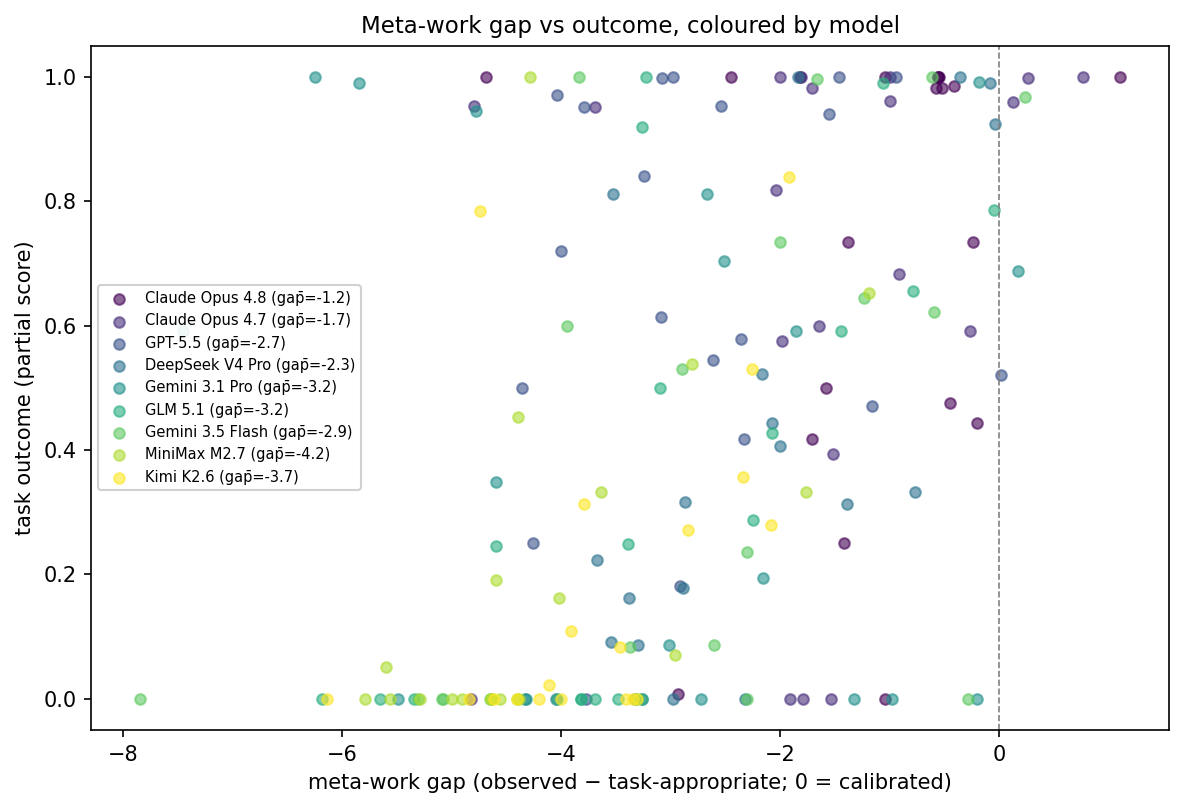 Meta-work gap vs outcome, coloured by model
task outcome (partial score)
1.0
0.8
0.6
0.4
0.2
0.0
Claude Opus 4.8 (gap̄=-1.2)
Claude Opus 4.7 (gap̄=-1.7)
GPT-5.5 (gap̄=-2.7)
DeepSeek V4 Pro (gap̄=-2.3)
Gemini 3.1 Pro (gap̄=-3.2)
GLM 5.1 (gap̄=-3.2)
Gemini 3.5 Flash (gap̄=-2.9)
MiniMax M2.7 (gap̄=-4.2)
Kimi K2.6 (gap̄=-3.7)
−8 −6 −4 −2 0
meta-work gap (observed − task-appropriate; 0 = calibrated)